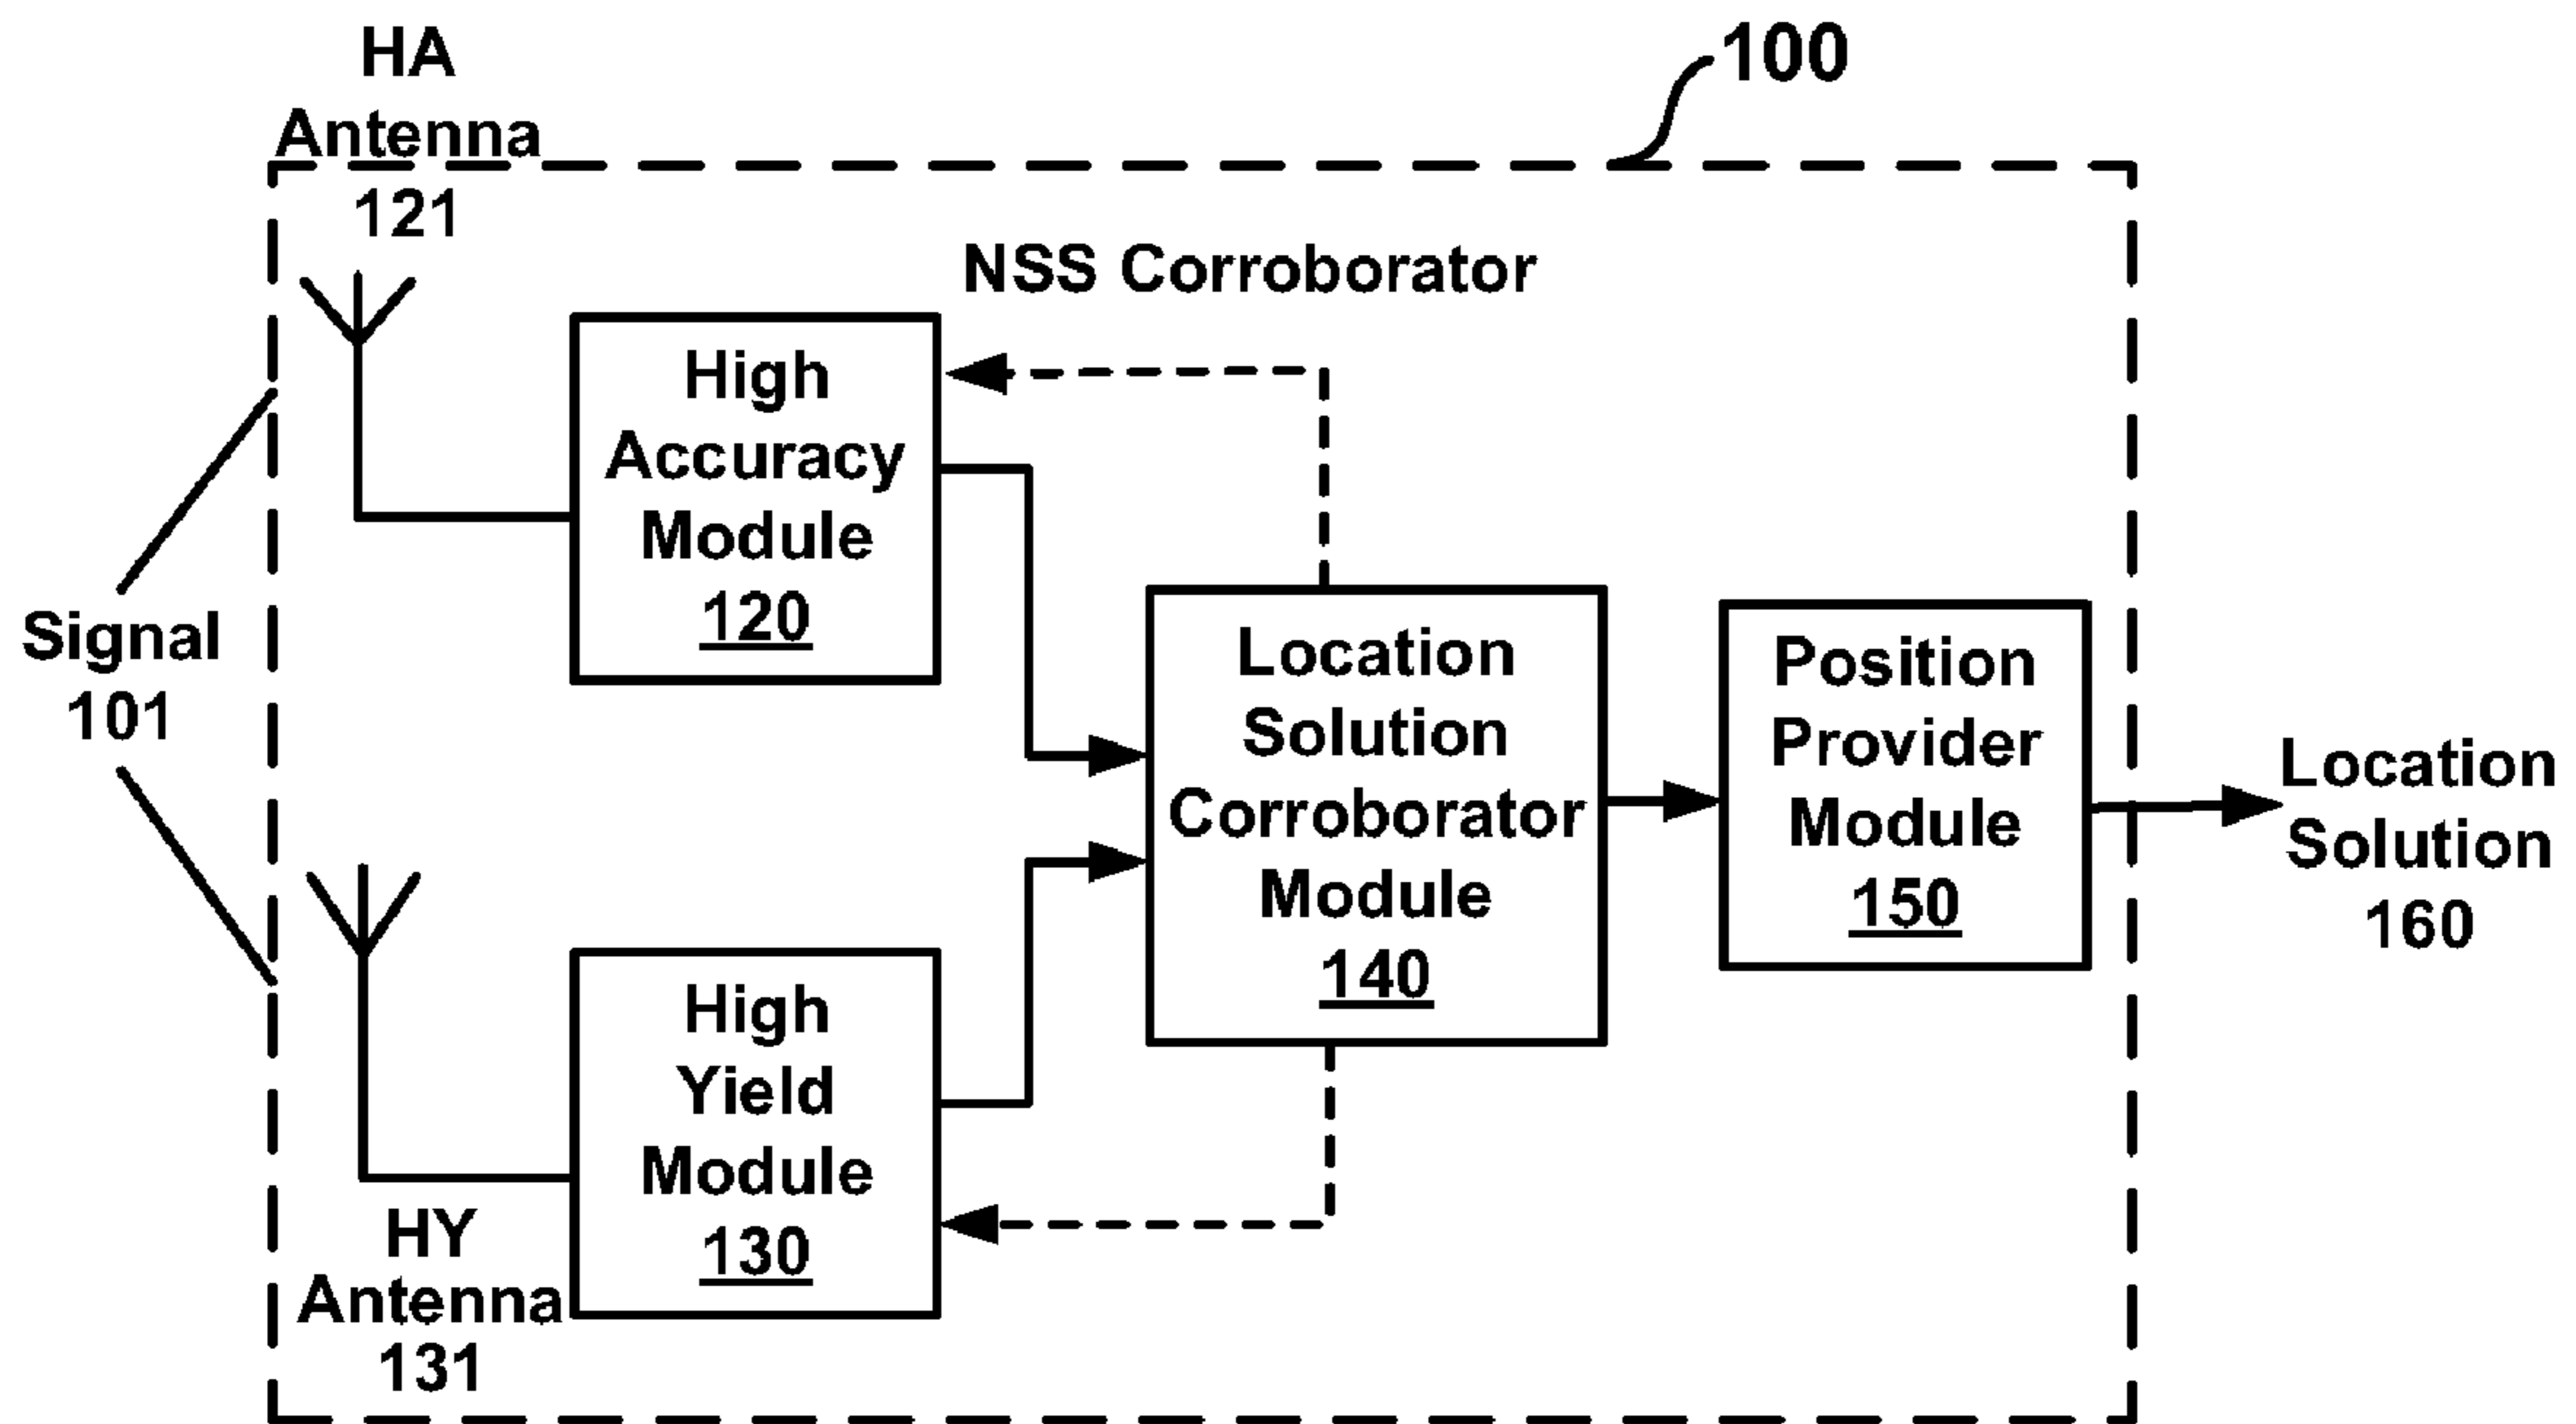 HA
Antenna
121
100
NSS Corroborator
High
Accuracy
Module
120
Signal
101
Location
Solution
Corroborator
Module
140
Position
Provider
Module
150
Location
Solution
160
High
Yield
Module
130
HY
Antenna
131